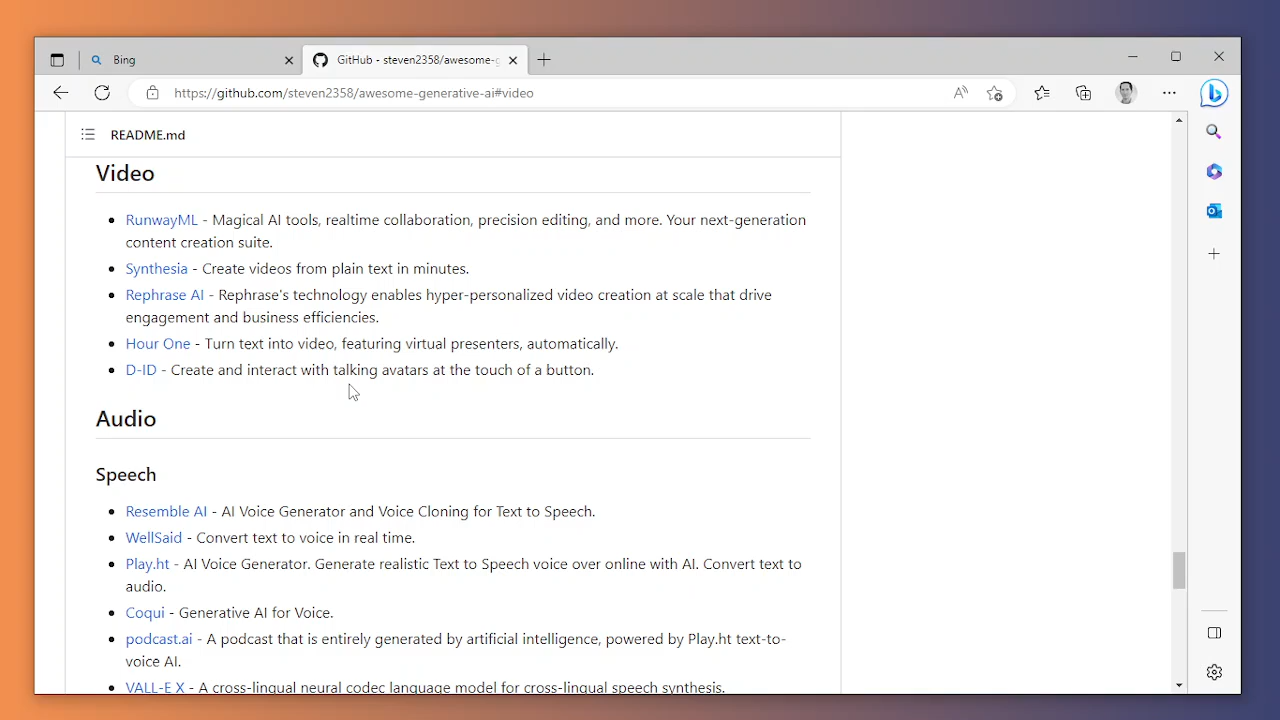 Bing
GitHub - steven2358/awesome-g
https://github.com/steven2358/awesome-generative-ai#video
README.md
Video
RunwayML - Magical AI tools, realtime collaboration, precision editing, and more. Your next-generation
content creation suite.
Synthesia - Create videos from plain text in minutes.
Rephrase AI - Rephrase's technology enables hyper-personalized video creation at scale that drive
engagement and business efficiencies.
Hour One - Turn text into video, featuring virtual presenters, automatically.
D-ID - Create and interact with talking avatars at the touch of a button.
Audio
Speech
Resemble AI - AI Voice Generator and Voice Cloning for Text to Speech.
WellSaid - Convert text to voice in real time.
Play.ht - AI Voice Generator. Generate realistic Text to Speech voice over online with AI. Convert text to
audio.
Coqui - Generative AI for Voice.
podcast.ai - A podcast that is entirely generated by artificial intelligence, powered by Play.ht text-to-
voice AI.
VALL-E X - A cross-lingual neural codec language model for cross-lingual speech synthesis.